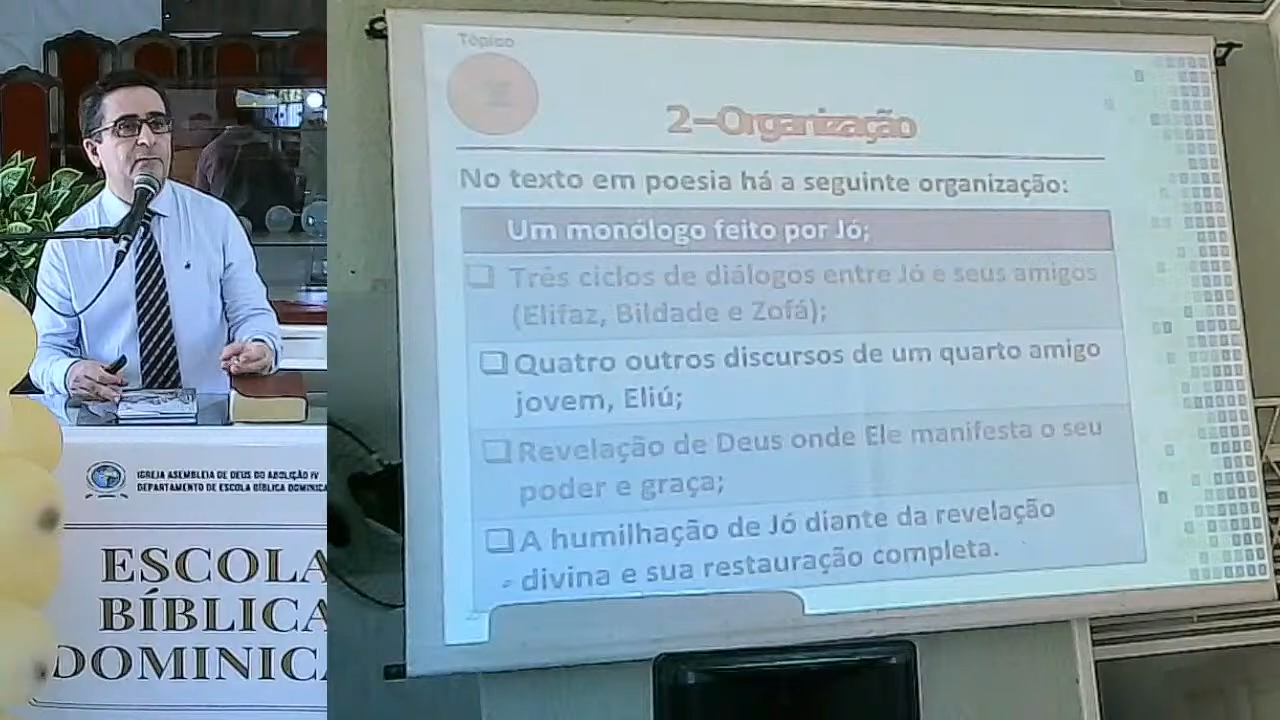 Tópico
2
2-Organização
No texto em poesia há a seguinte organização:
Um monólogo feito por Jó;
Três ciclos de diálogos entre Jó e seus amigos
(Elifaz, Bildade e Zofá);
Quatro outros discursos de um quarto amigo
jovem, Eliú;
Revelação de Deus onde Ele manifesta o seu
poder e graça;
A humilhação de Jó diante da revelação
divina e sua restauração completa.
IGREJA ASEMBLEIA DE DEUS DO ABOLIÇÃO IV
DEPARTAMENTO DE ESCOLA BÍBLICA DOMINICA
ESCOLA
BÍBLICA
DOMINICA